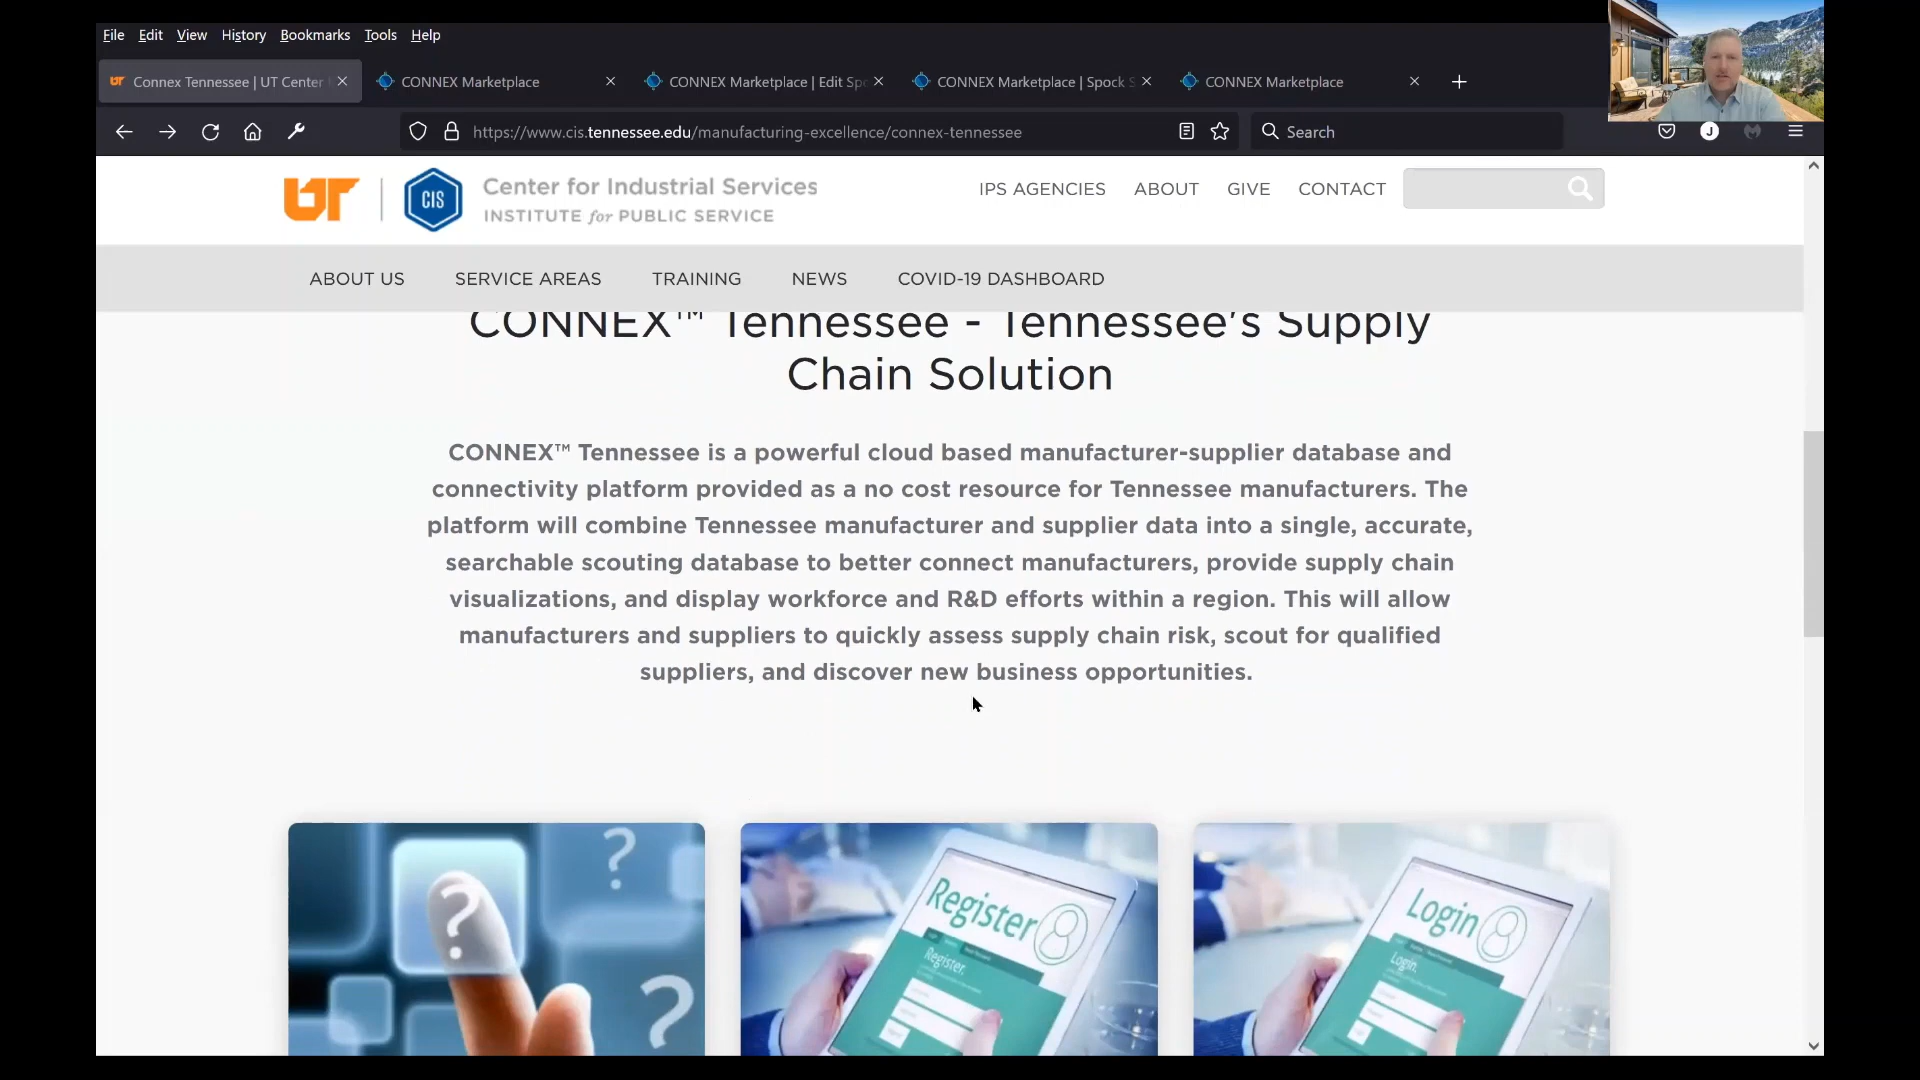 File Edit View History Bookmarks Tools Help
Connex Tennessee | UT Center
CONNEX Marketplace
CONNEX Marketplace | Edit Sp
CONNEX Marketplace | Spock S
CONNEX Marketplace
https://www.cis.tennessee.edu/manufacturing-excellence/connex-tennessee
Search
J
UT
CIS
Center for Industrial Services
INSTITUTE for PUBLIC SERVICE
IPS AGENCIES ABOUT GIVE CONTACT
ABOUT US SERVICE AREAS TRAINING NEWS COVID-19 DASHBOARD
CONNEX™ Tennessee - Tennessee's Supply
Chain Solution
CONNEX™ Tennessee is a powerful cloud based manufacturer-supplier database and
connectivity platform provided as a no cost resource for Tennessee manufacturers. The
platform will combine Tennessee manufacturer and supplier data into a single, accurate,
searchable scouting database to better connect manufacturers, provide supply chain
visualizations, and display workforce and R&D efforts within a region. This will allow
manufacturers and suppliers to quickly assess supply chain risk, scout for qualified
suppliers, and discover new business opportunities.
? ? ?
Register
Register.
Login
Login.